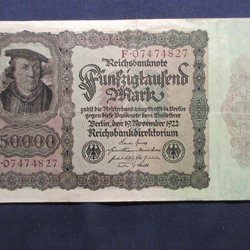 Reichsbanknote
F·07474827
Fünfzigtausend
Mark
zahlt die Reichsbankhauptkasse in Berlin
gegen diese Banknote dem Einlieferer
Berlin, den 19. November 1922
Reichsbankdirektorium
50000
·07474827